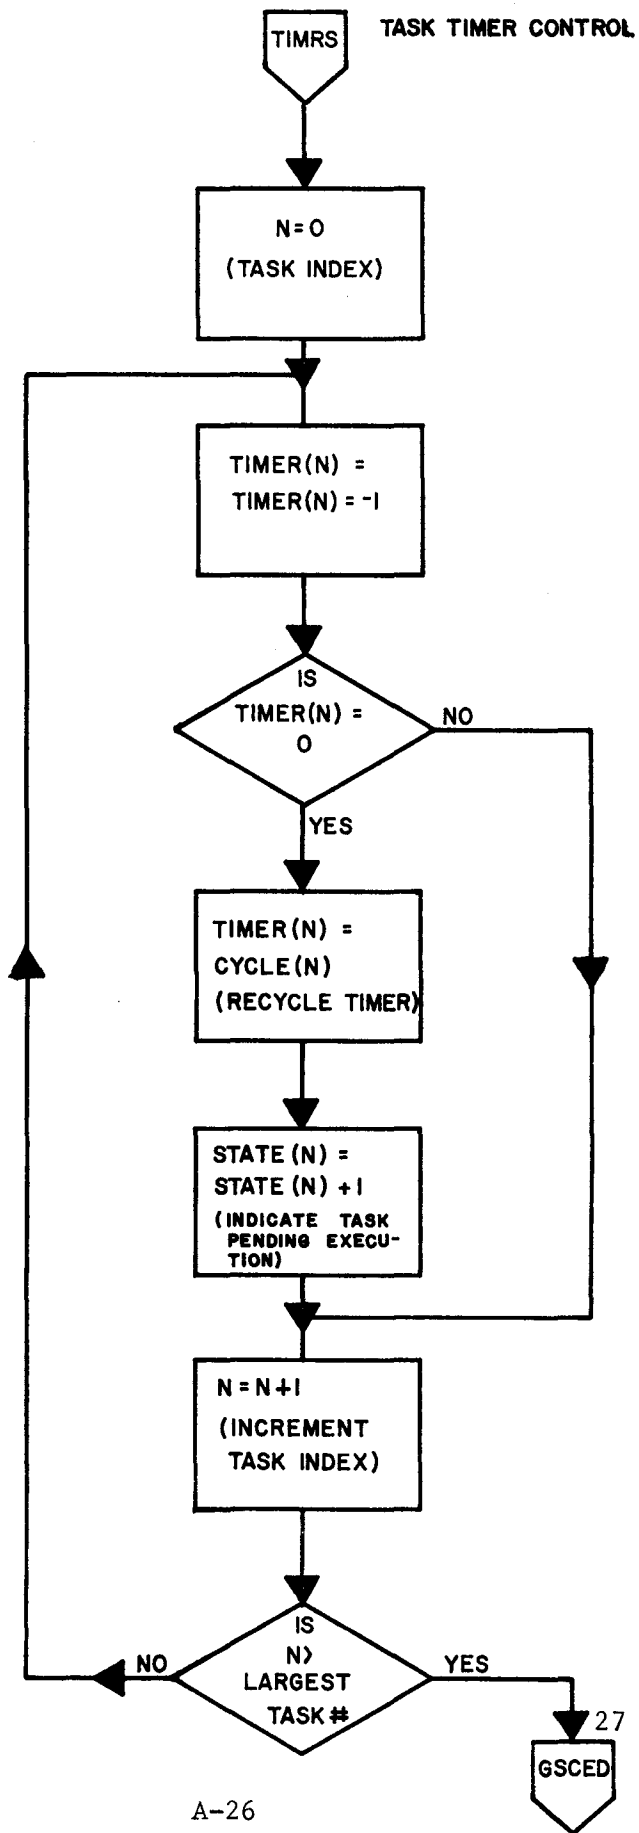 TIMRS
TASK TIMER CONTROL
N=0
(TASK INDEX)
TIMER(N) =
TIMER(N) = -1
IS
TIMER(N) =
0
NO
YES
TIMER(N) =
CYCLE(N)
(RECYCLE TIMER)
STATE(N) =
STATE(N) +1
(INDICATE TASK
PENDING EXECU-
TION)
N=N+1
(INCREMENT
TASK INDEX)
IS
N>
LARGEST
TASK#
NO
YES
27
GSCED
A-26